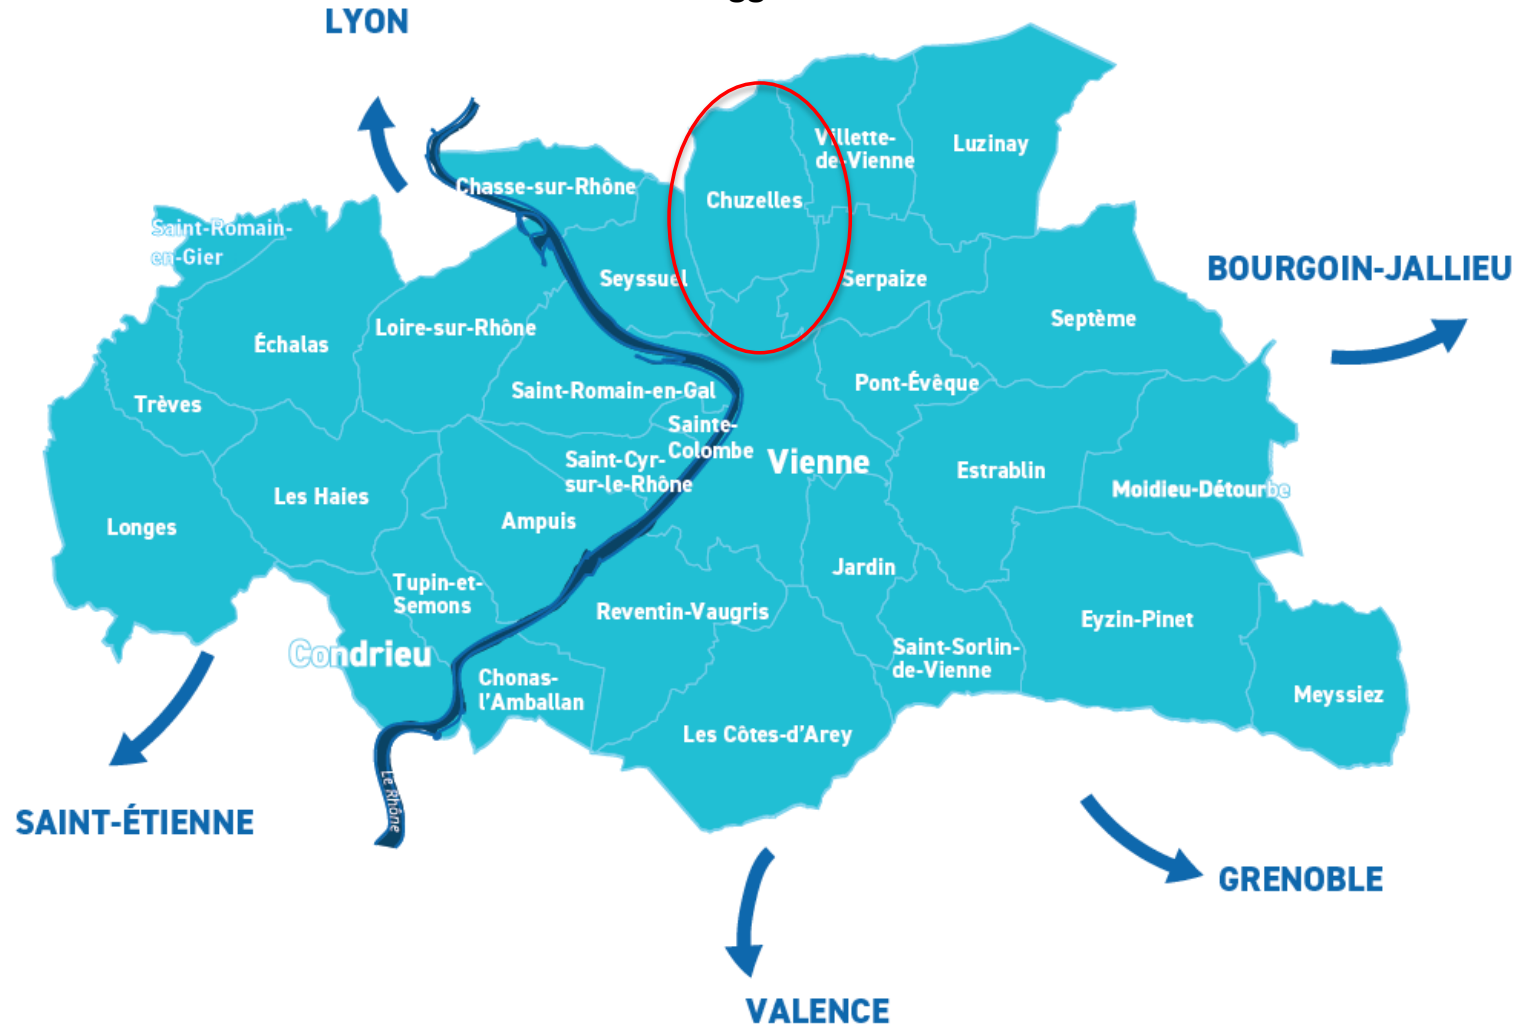 LYON
Villette-
de-Vienne
Luzinay
Chasse-sur-Rhône
Chuzelles
Saint-Romain-
en-Gier
Seyssuel
Serpaize
BOURGOIN-JALLIEU
Septème
Échalas
Loire-sur-Rhône
Pont-Évêque
Saint-Romain-en-Gal
Trèves
Sainte-
Colombe
Saint-Cyr-
sur-le-Rhône
Vienne
Estrablin
Moidieu-Détourbe
Les Haies
Longes
Ampuis
Jardin
Tupin-et-
Semons
Reventin-Vaugris
Eyzin-Pinet
Condrieu
Saint-Sorlin-
de-Vienne
Chonas-
l'Amballan
Meyssiez
Les Côtes-d'Arey
Le Rhône
SAINT-ÉTIENNE
GRENOBLE
VALENCE